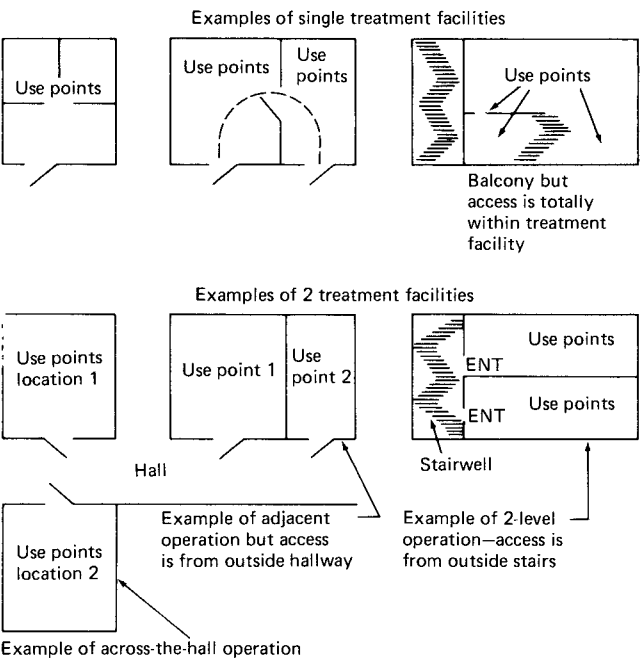 Examples of single treatment facilities
Use points
Use points
Use
points
Use points
Balcony but
access is totally
within treatment
facility
Examples of 2 treatment facilities
Use points
location 1
Use point 1
Use
point 2
Use points
ENT
ENT
Use points
Stairwell
Hall
Use points
location 2
Example of adjacent
operation but access
is from outside hallway
Example of 2-level
operation—access is
from outside stairs
Example of across-the-hall operation